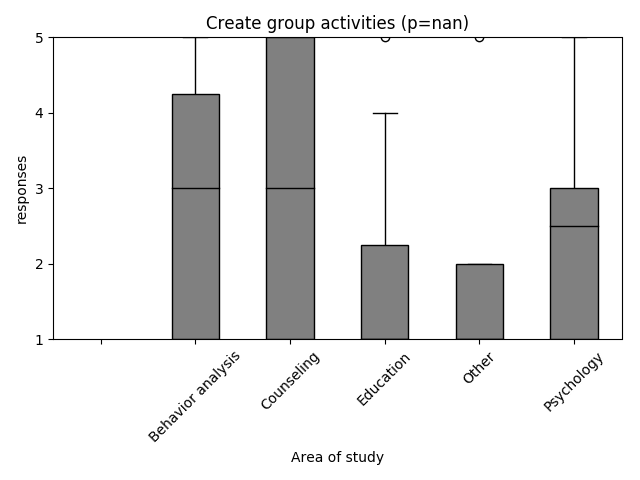 Create group activities (p=nan)
responses
5
4
3
2
1
Behavior analysis
Counseling
Education
Other
Psychology
Area of study